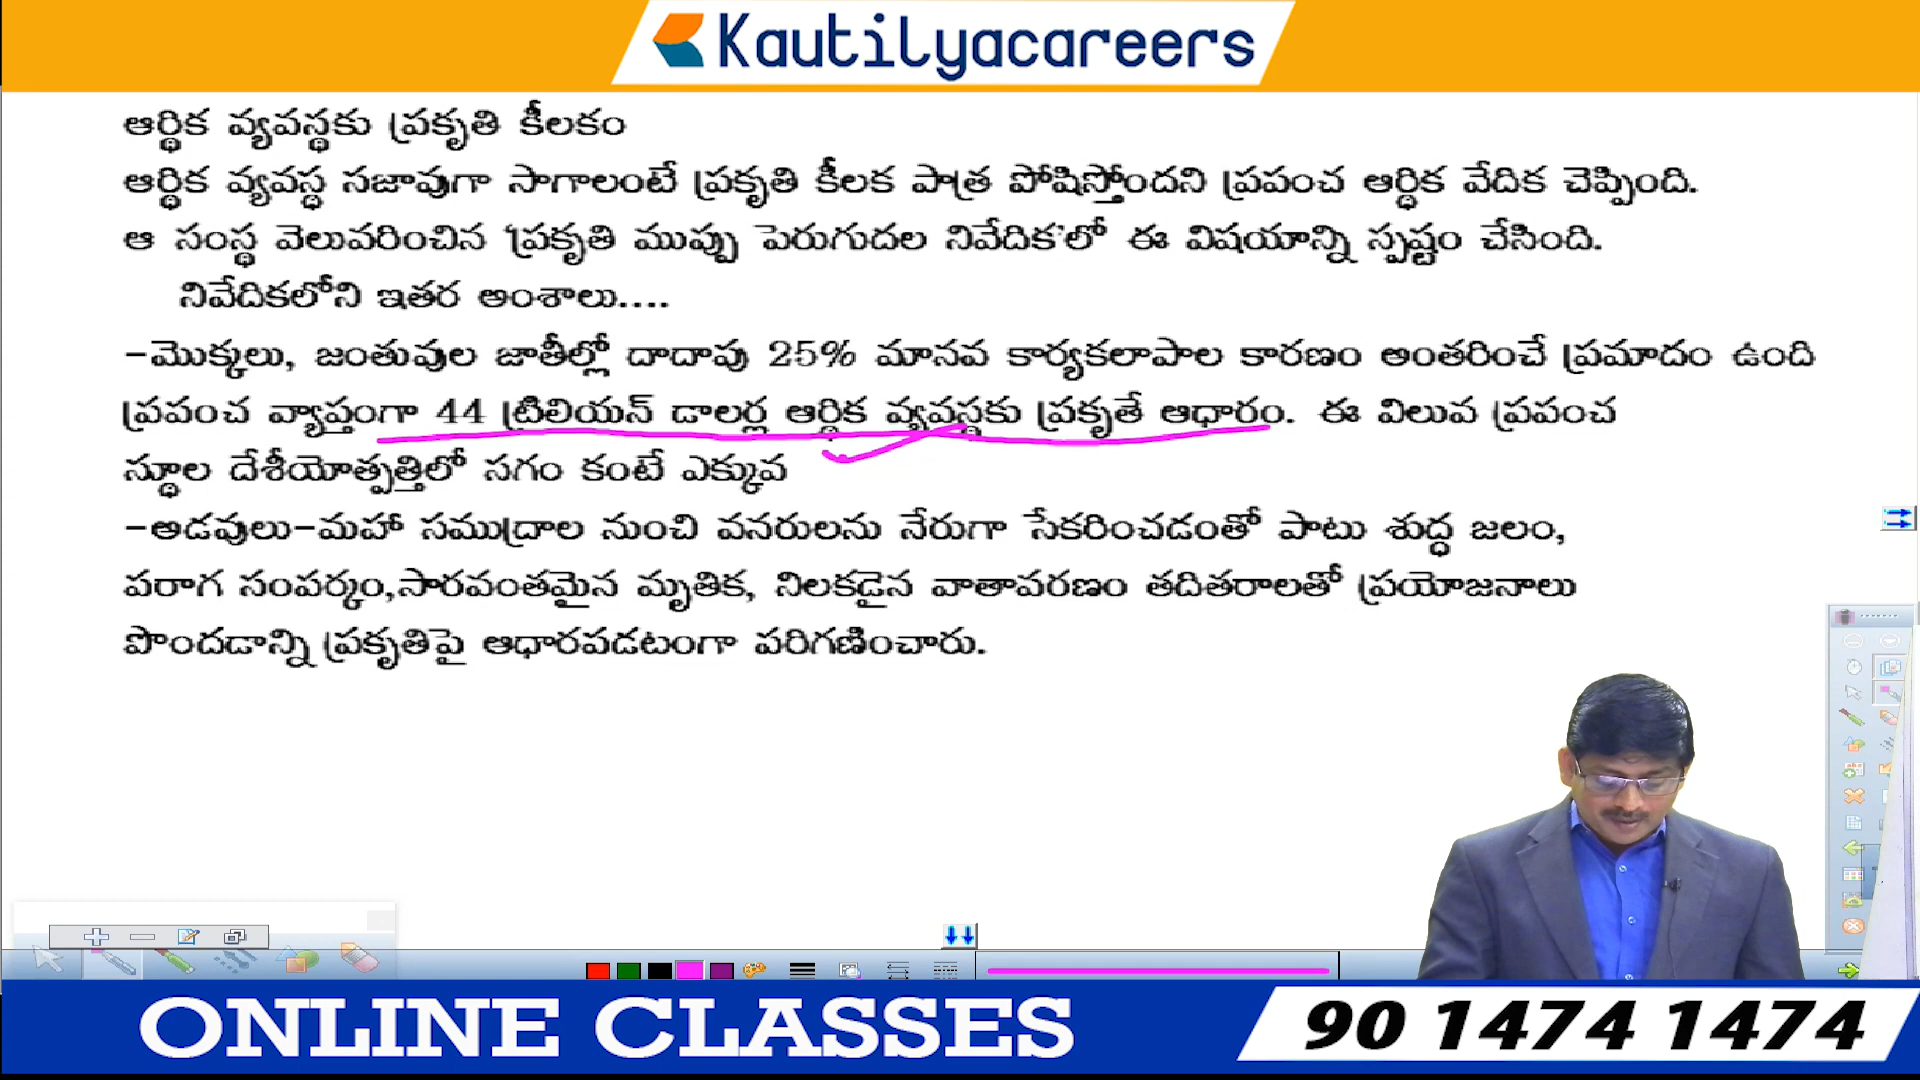 Kautilyacareers
ఆర్థిక వ్యవస్థకు ప్రకృతి కీలకం
ఆర్థిక వ్యవస్థ సజావుగా సాగాలంటే ప్రకృతి కీలక పాత్ర పోషిస్తోందని ప్రపంచ ఆర్థిక వేదిక చెప్పింది.
ఆ సంస్థ వెలువరించిన 'ప్రకృతి ముప్పు పెరుగుదల నివేదిక'లో ఈ విషయాన్ని స్పష్టం చేసింది.
నివేదికలోని ఇతర అంశాలు....
-మొక్కలు, జంతువుల జాతీల్లో దాదాపు 25% మానవ కార్యకలాపాల కారణం అంతరించే ప్రమాదం ఉంది
ప్రపంచ వ్యాప్తంగా 44 ట్రిలియన్ డాలర్ల ఆర్థిక వ్యవస్థకు ప్రకృతే ఆధారం. ఈ విలువ ప్రపంచ
స్థూల దేశీయోత్పత్తిలో సగం కంటే ఎక్కువ
-అడవులు-మహా సముద్రాల నుంచి వనరులను నేరుగా సేకరించడంతో పాటు శుద్ధ జలం,
పరాగ సంపర్కం,సారవంతమైన మృతిక, నిలకడైన వాతావరణం తదితరాలతో ప్రయోజనాలు
పొందడాన్ని ప్రకృతిపై ఆధారపడటంగా పరిగణించారు.
ONLINE CLASSES
90 1474 1474